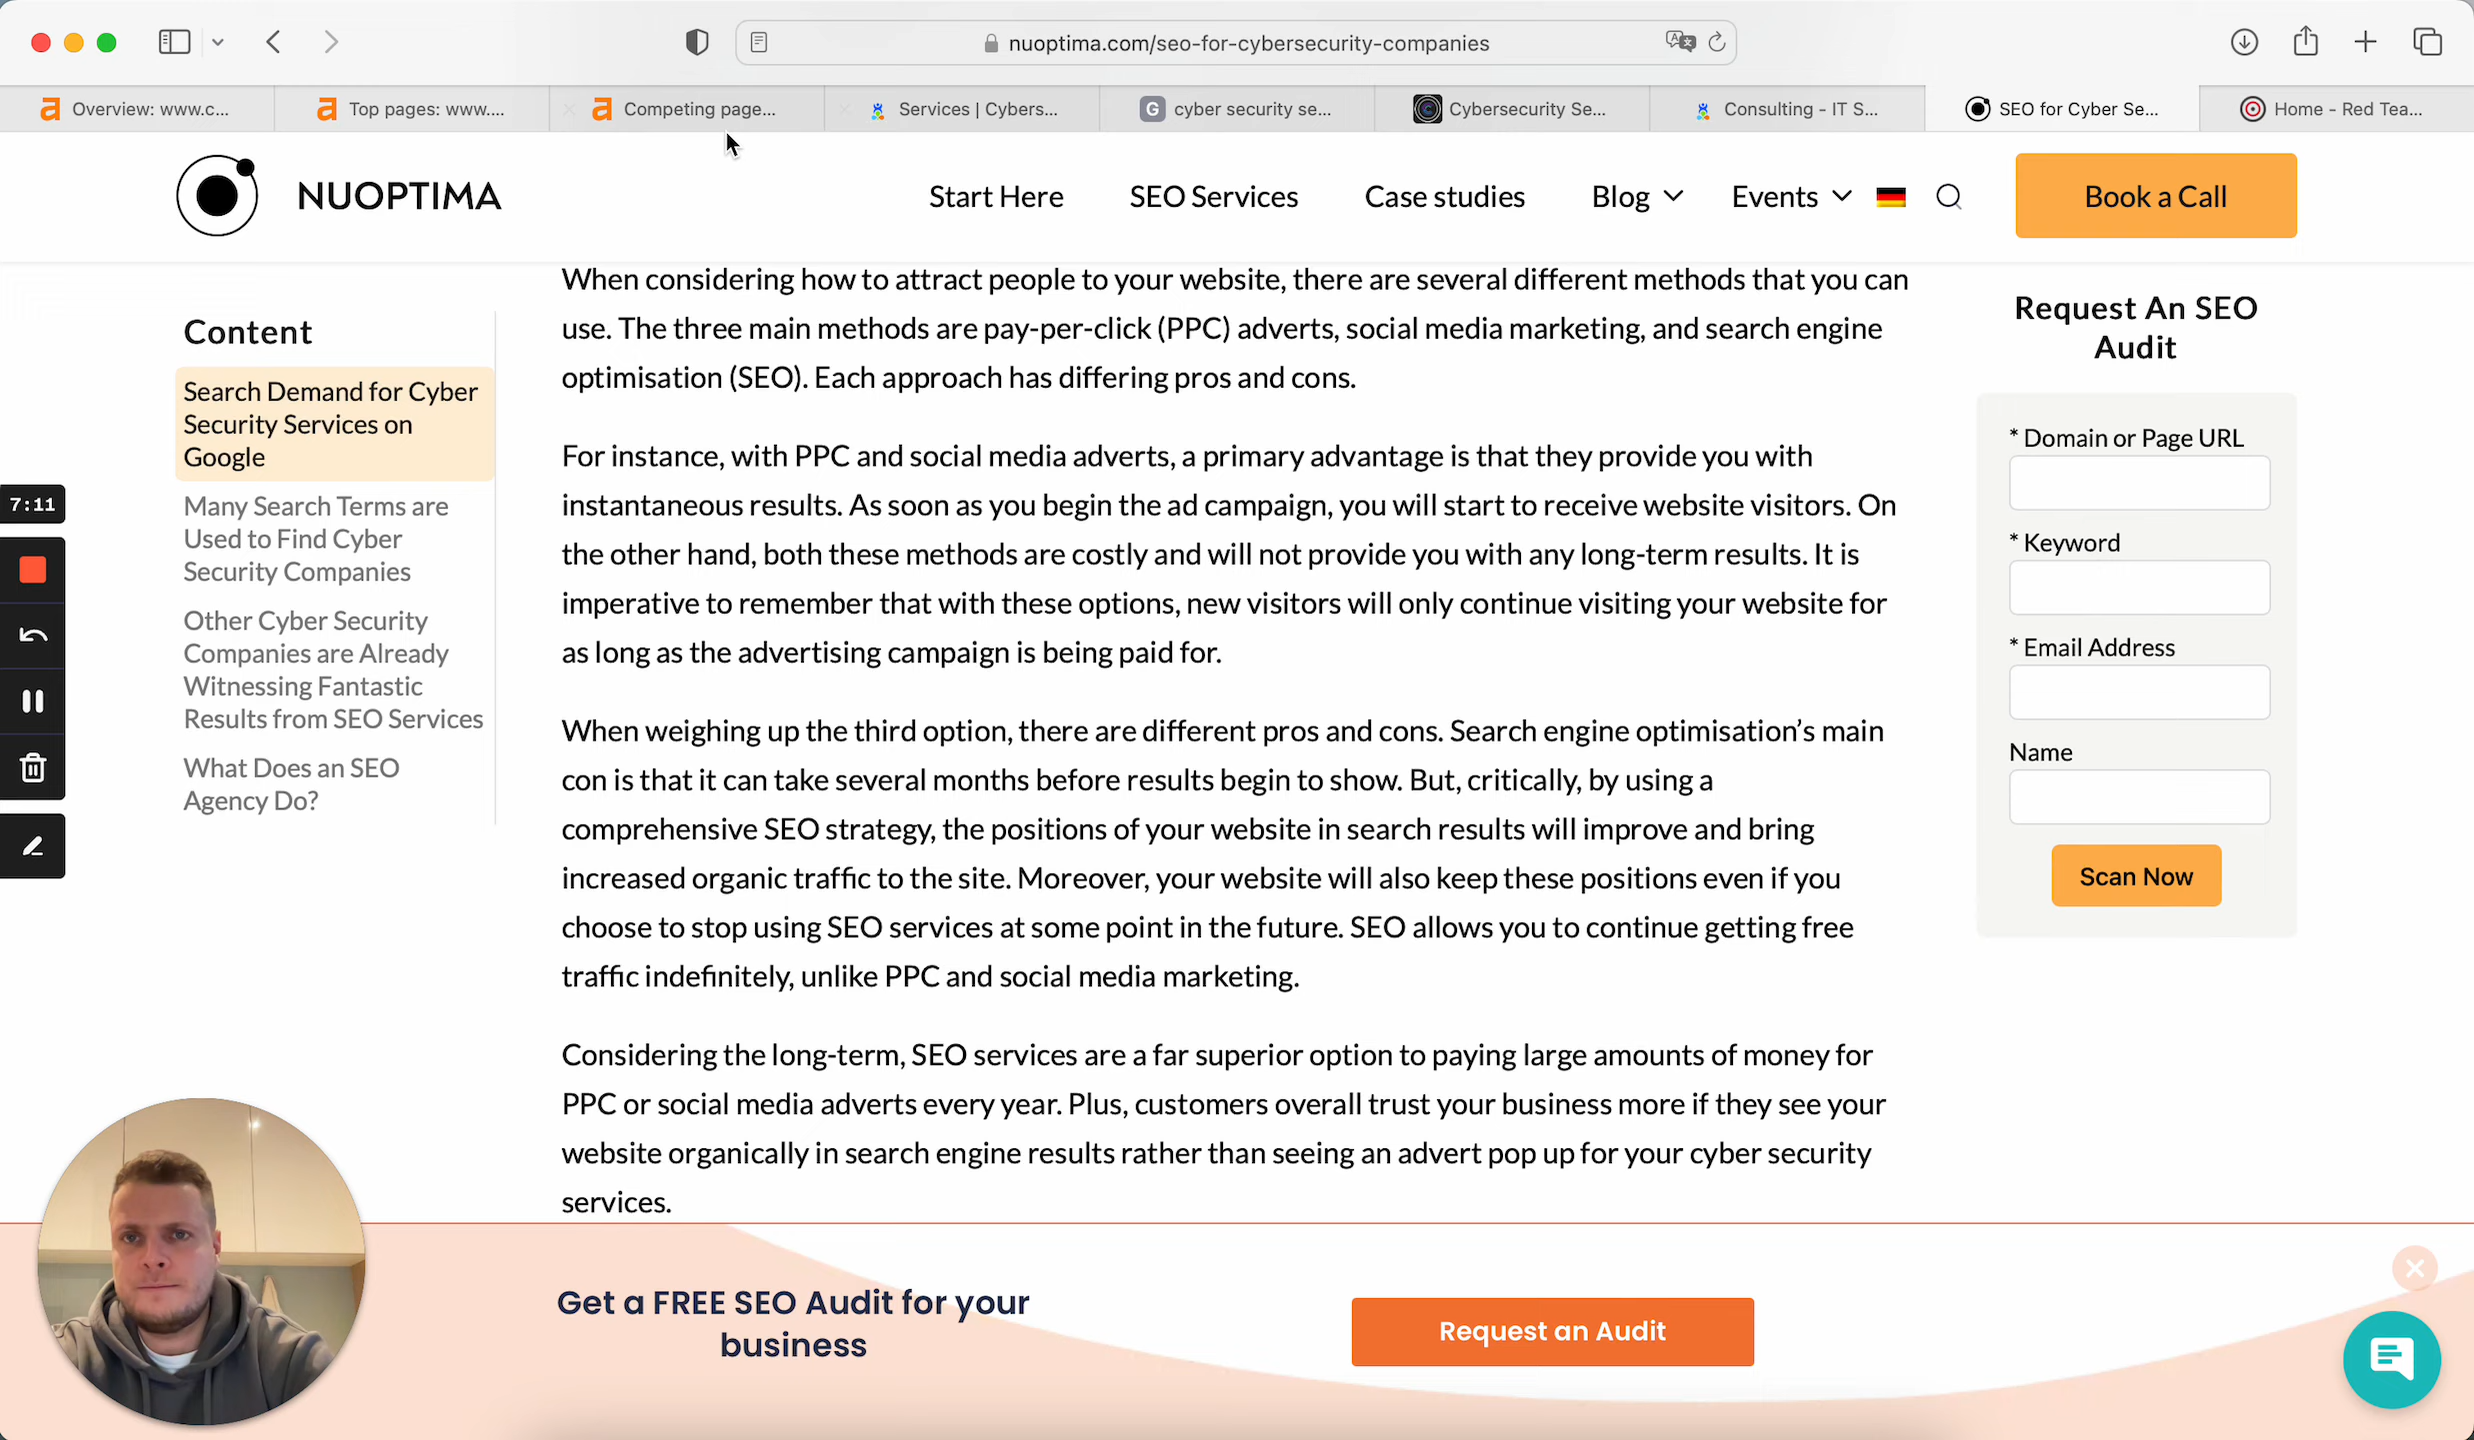 nuoptima.com/seo-for-cybersecurity-companies
Overview: www.c...
Top pages: www....
Competing page...
Services | Cybers...
cyber security se...
Cybersecurity Se...
Consulting - IT S...
SEO for Cyber Se...
Home - Red Tea...
NUOPTIMA
Start Here
SEO Services
Case studies
Blog
Events
Book a Call
Content
Search Demand for Cyber
Security Services on
Google
Many Search Terms are
Used to Find Cyber
Security Companies
Other Cyber Security
Companies are Already
Witnessing Fantastic
Results from SEO Services
What Does an SEO
Agency Do?
7:11
When considering how to attract people to your website, there are several different methods that you can
use. The three main methods are pay-per-click (PPC) adverts, social media marketing, and search engine
optimisation (SEO). Each approach has differing pros and cons.
For instance, with PPC and social media adverts, a primary advantage is that they provide you with
instantaneous results. As soon as you begin the ad campaign, you will start to receive website visitors. On
the other hand, both these methods are costly and will not provide you with any long-term results. It is
imperative to remember that with these options, new visitors will only continue visiting your website for
as long as the advertising campaign is being paid for.
When weighing up the third option, there are different pros and cons. Search engine optimisation’s main
con is that it can take several months before results begin to show. But, critically, by using a
comprehensive SEO strategy, the positions of your website in search results will improve and bring
increased organic traffic to the site. Moreover, your website will also keep these positions even if you
choose to stop using SEO services at some point in the future. SEO allows you to continue getting free
traffic indefinitely, unlike PPC and social media marketing.
Considering the long-term, SEO services are a far superior option to paying large amounts of money for
PPC or social media adverts every year. Plus, customers overall trust your business more if they see your
website organically in search engine results rather than seeing an advert pop up for your cyber security
services.
Request An SEO
Audit
* Domain or Page URL
* Keyword
* Email Address
Name
Scan Now
Get a FREE SEO Audit for your
business
Request an Audit